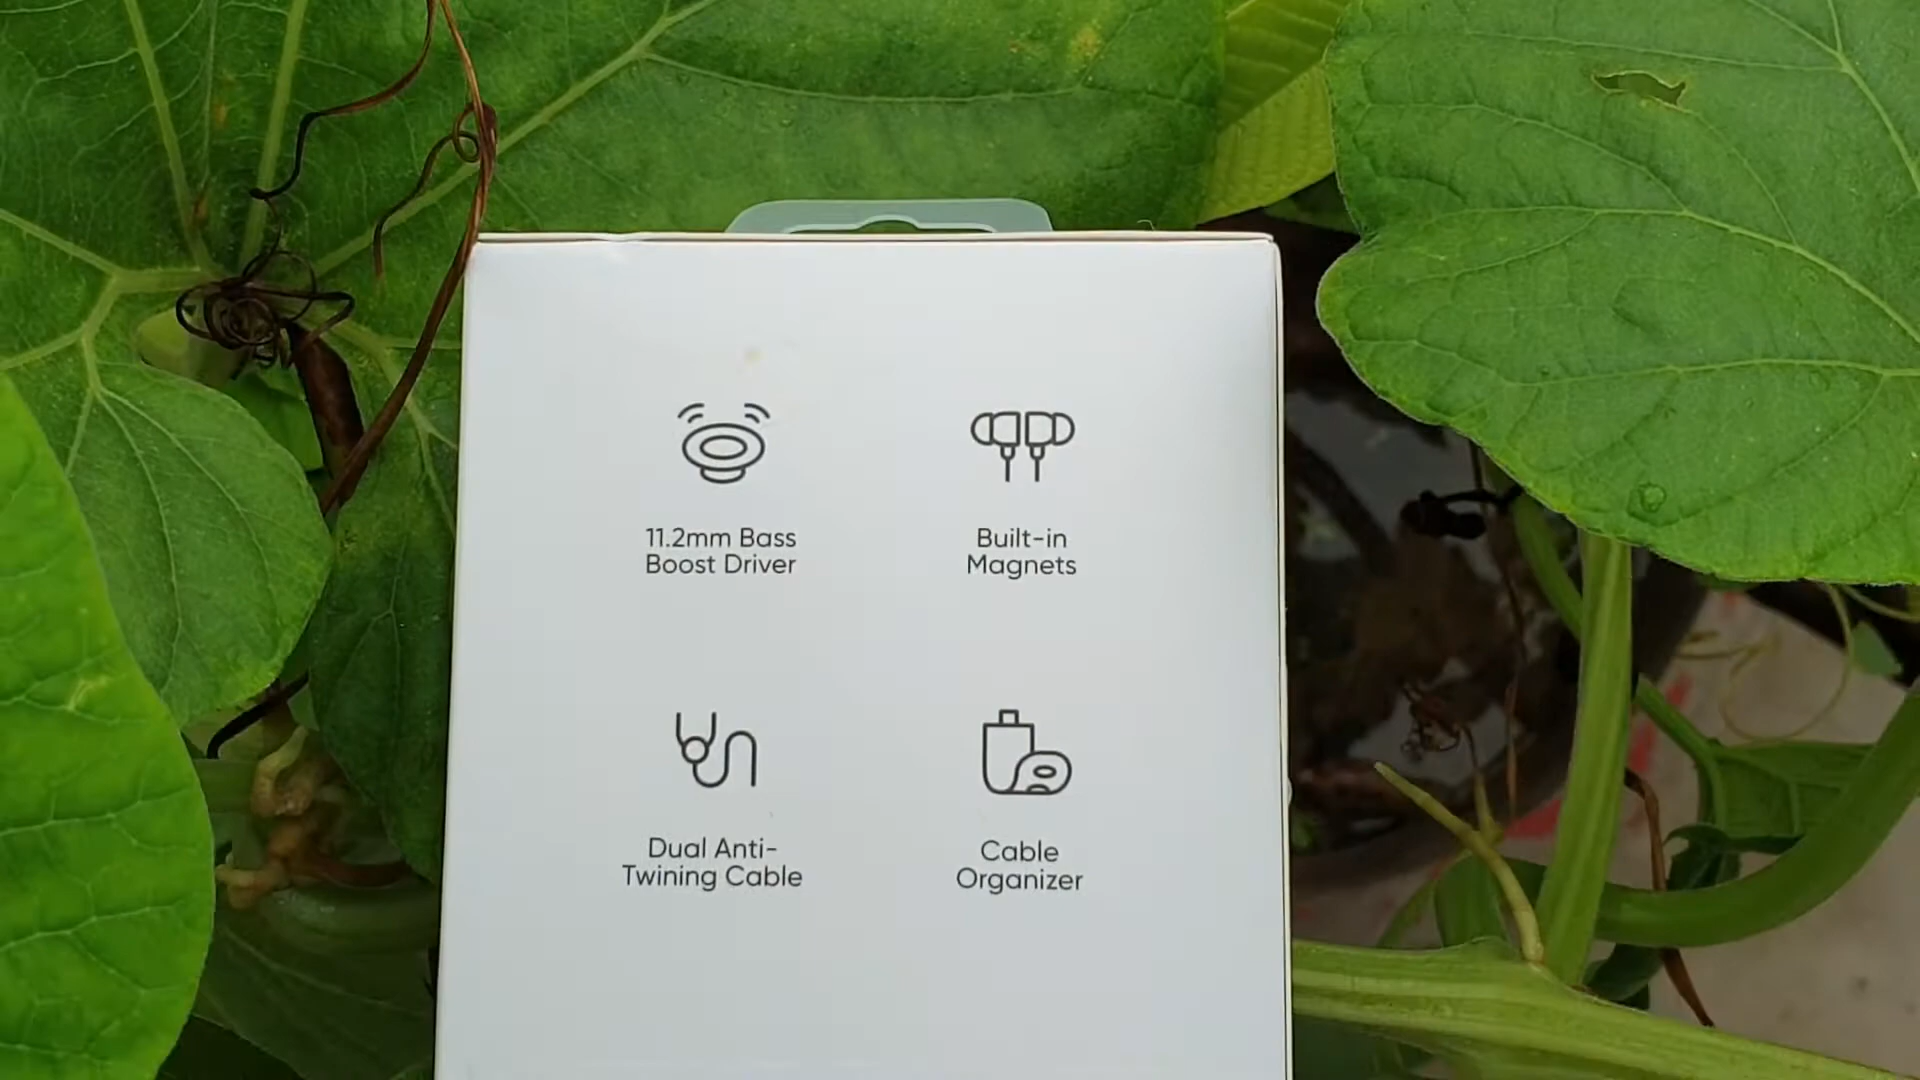 11.2mm Bass
Boost Driver
Built-in
Magnets
Dual Anti-
Twining Cable
Cable
Organizer